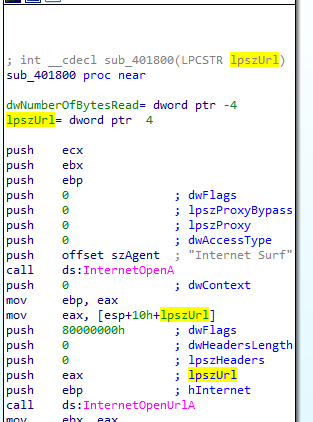 ; int __cdecl sub_401800(LPCSTR lpszUrl)
sub_401800 proc near
dwNumberOfBytesRead= dword ptr -4
lpszUrl= dword ptr  4
push    ecx
push    ebx
push    ebp
push    0               ; dwFlags
push    0               ; lpszProxyBypass
push    0               ; lpszProxy
push    0               ; dwAccessType
push    offset szAgent  ; "Internet Surf"
call    ds:InternetOpenA
push    0               ; dwContext
mov     ebp, eax
mov     eax, [esp+10h+lpszUrl]
push    80000000h       ; dwFlags
push    0               ; dwHeadersLength
push    0               ; lpszHeaders
push    eax             ; lpszUrl
push    ebp             ; hInternet
call    ds:InternetOpenUrlA
mov     ebx, eax